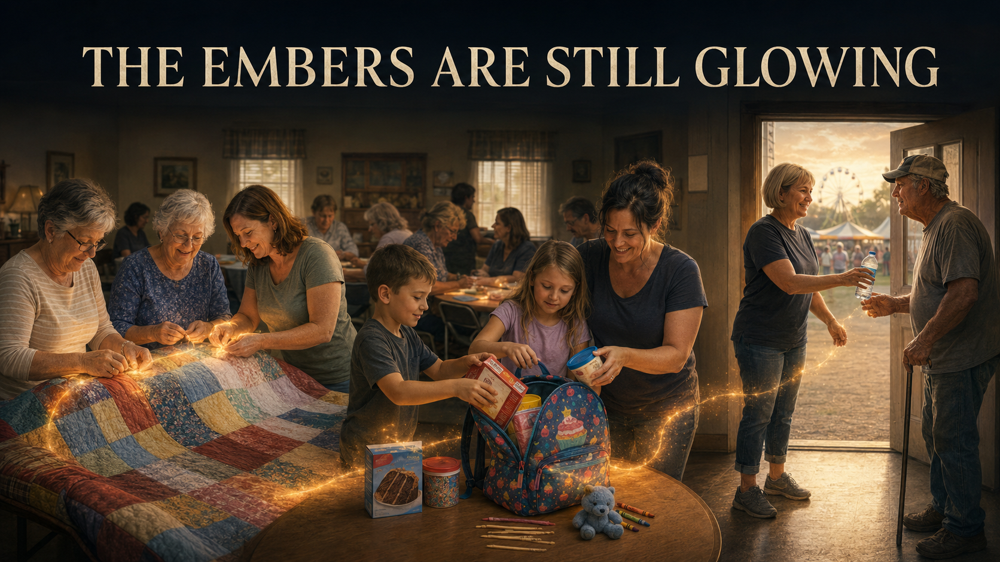 THE EMBERS ARE STILL GLOWING